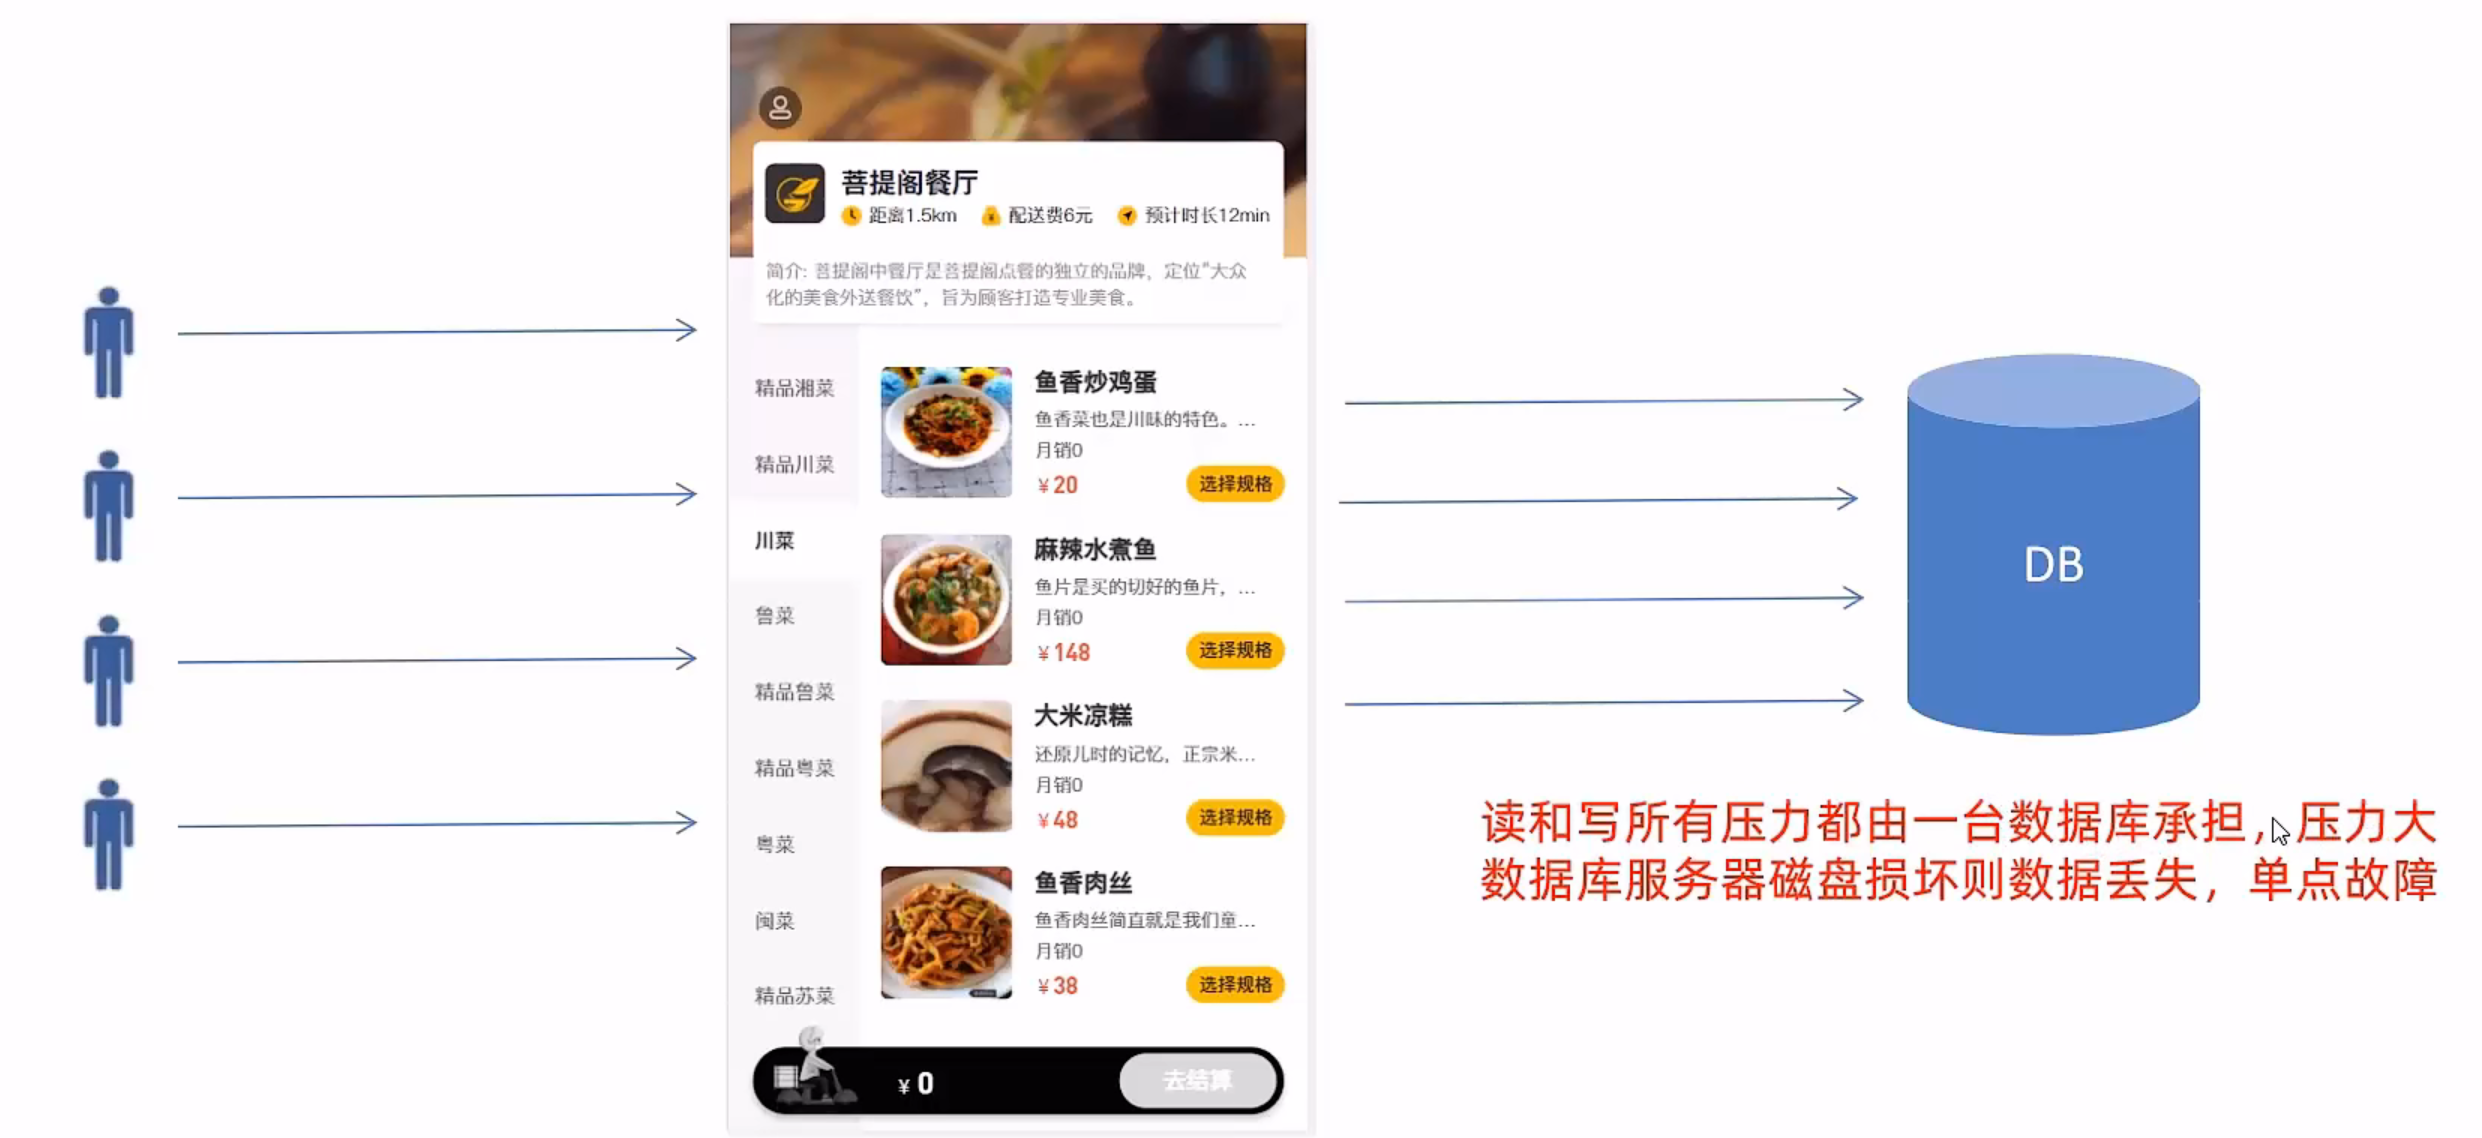 菩提阁餐厅
距离1.5km 配送费6元 预计时长12min
简介: 菩提阁中餐厅是菩提阁点餐的独立的品牌，定位“大众
化的美食外送餐饮”，旨为顾客打造专业美食。
精品湘菜
精品川菜
川菜
鲁菜
精品鲁菜
精品粤菜
粤菜
闽菜
精品苏菜
鱼香炒鸡蛋
鱼香菜也是川味的特色。...
月销0
¥20 选择规格
麻辣水煮鱼
鱼片是买的切好的鱼片，...
月销0
¥148 选择规格
大米凉糕
还原儿时的记忆，正宗米...
月销0
¥48 选择规格
鱼香肉丝
鱼香肉丝简直就是我们童...
月销0
¥38 选择规格
¥0 去结算
DB
读和写所有压力都由一台数据库承担，压力大
数据库服务器磁盘损坏则数据丢失，单点故障